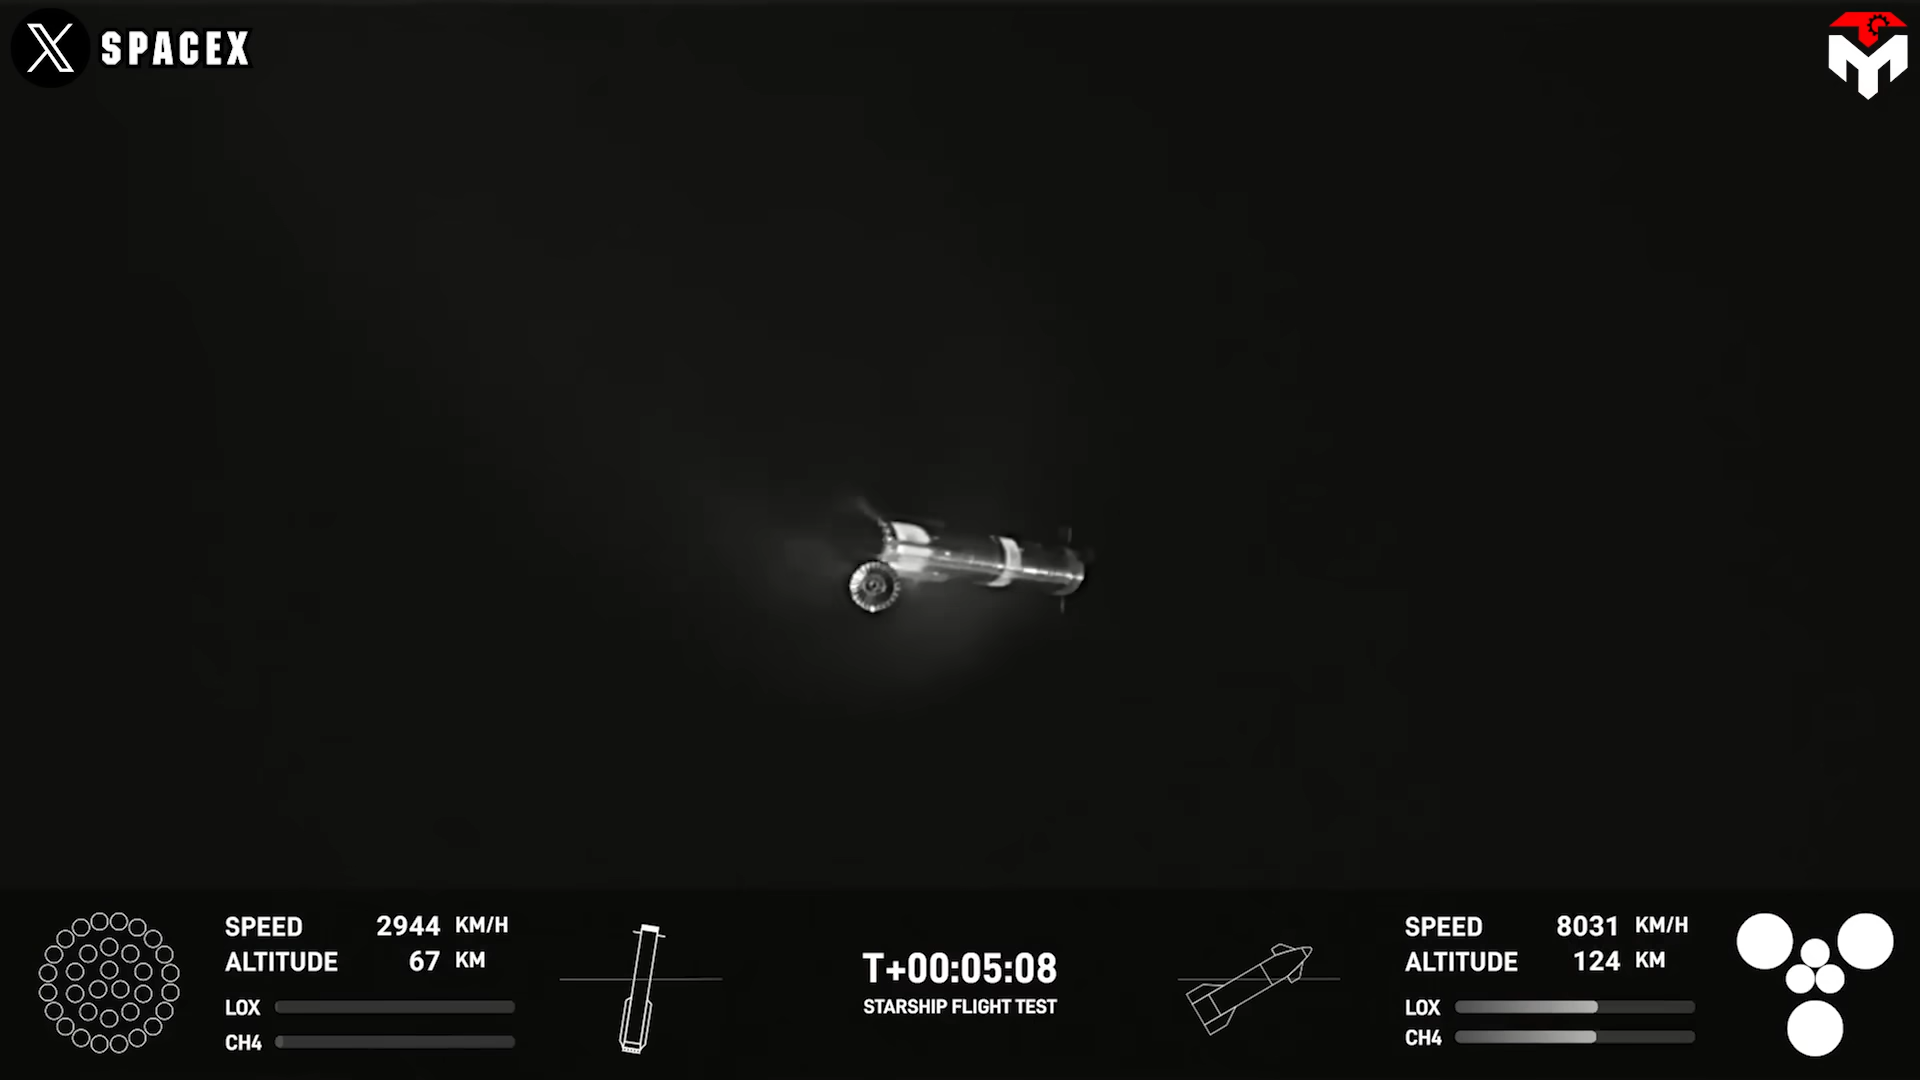 SPACEX
SPEED 2944 KM/H
ALTITUDE 67 KM
LOX
CH4
T+00:05:08
STARSHIP FLIGHT TEST
SPEED 8031 KM/H
ALTITUDE 124 KM
LOX
CH4